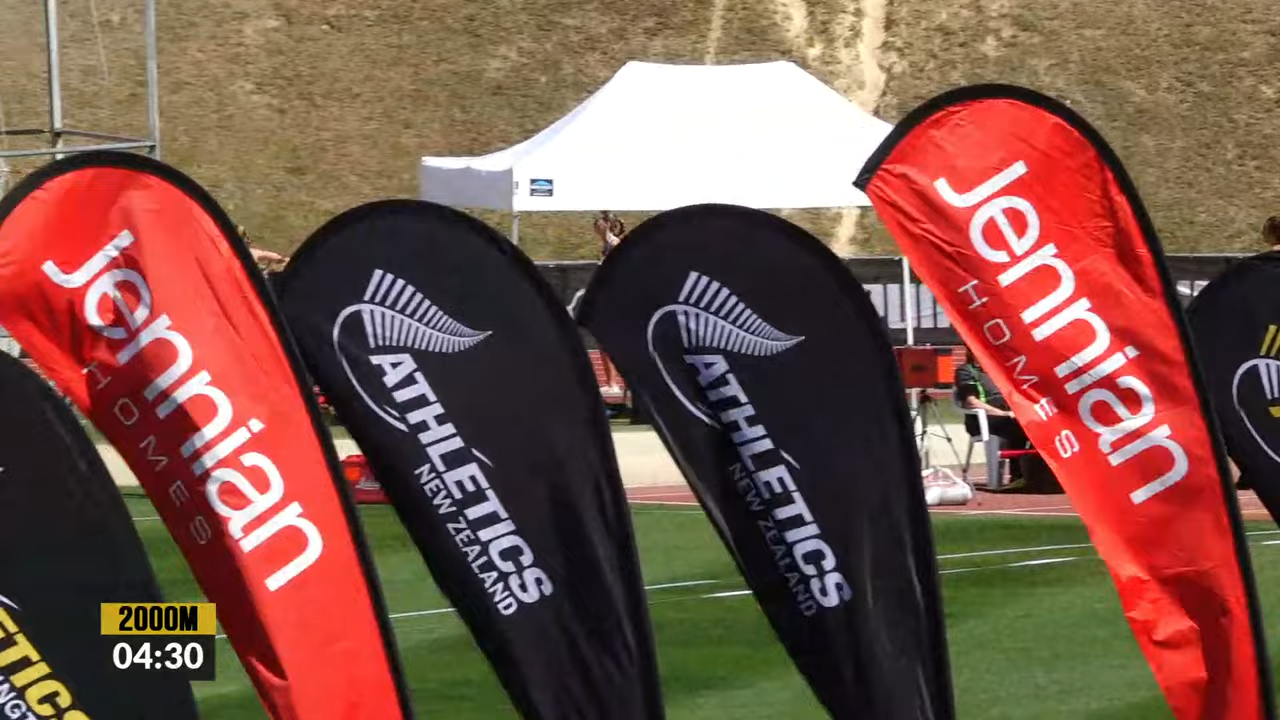 Jennian
HOMES
ATHLETICS
NEW ZEALAND
ATHLETICS
NEW ZEALAND
Jennian
HOMES
2000M
04:30